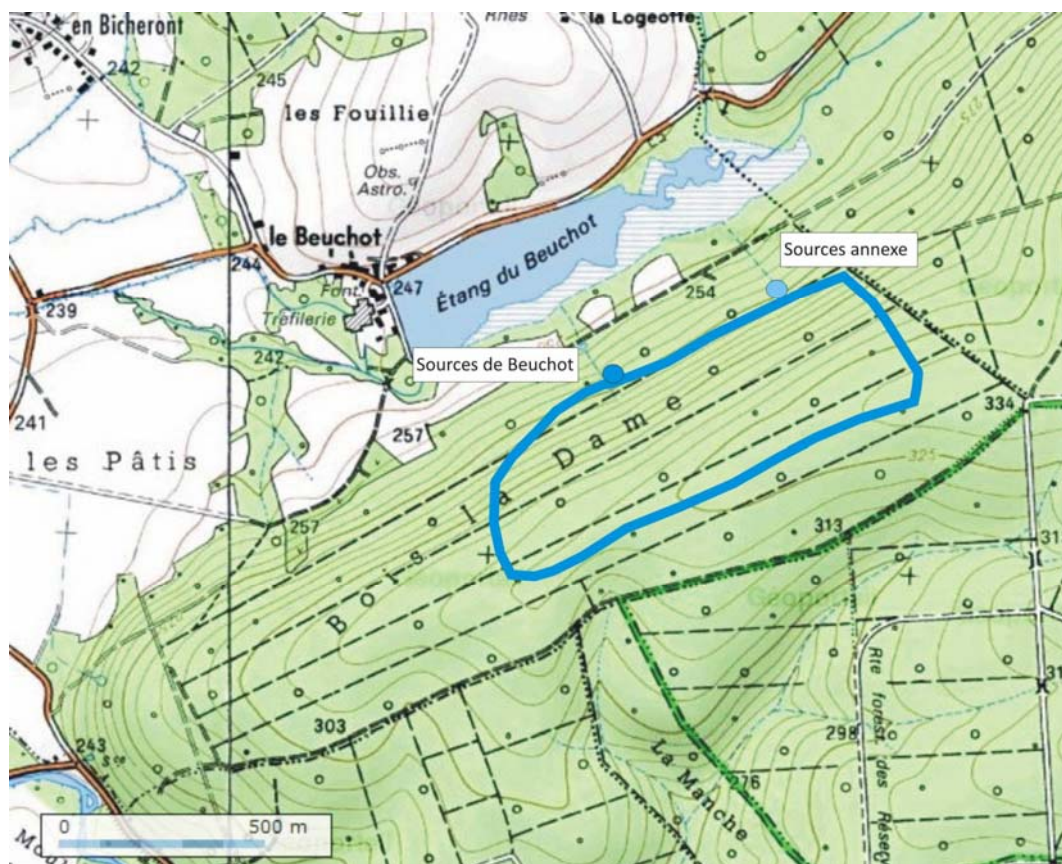 en Bicheront
la Logeotte
242
245
les Fouillie
Obs.
Astro.
Sources annexe
le Beuchot
244
247
Étang du Beuchot
254
239
Font.
Tréfilerie
242
Sources de Beuchot
241
257
334
les Pâtis
325
257
313
Bois la Dame
303
298
Rte forest. des
La Manche
276
243
0 500 m